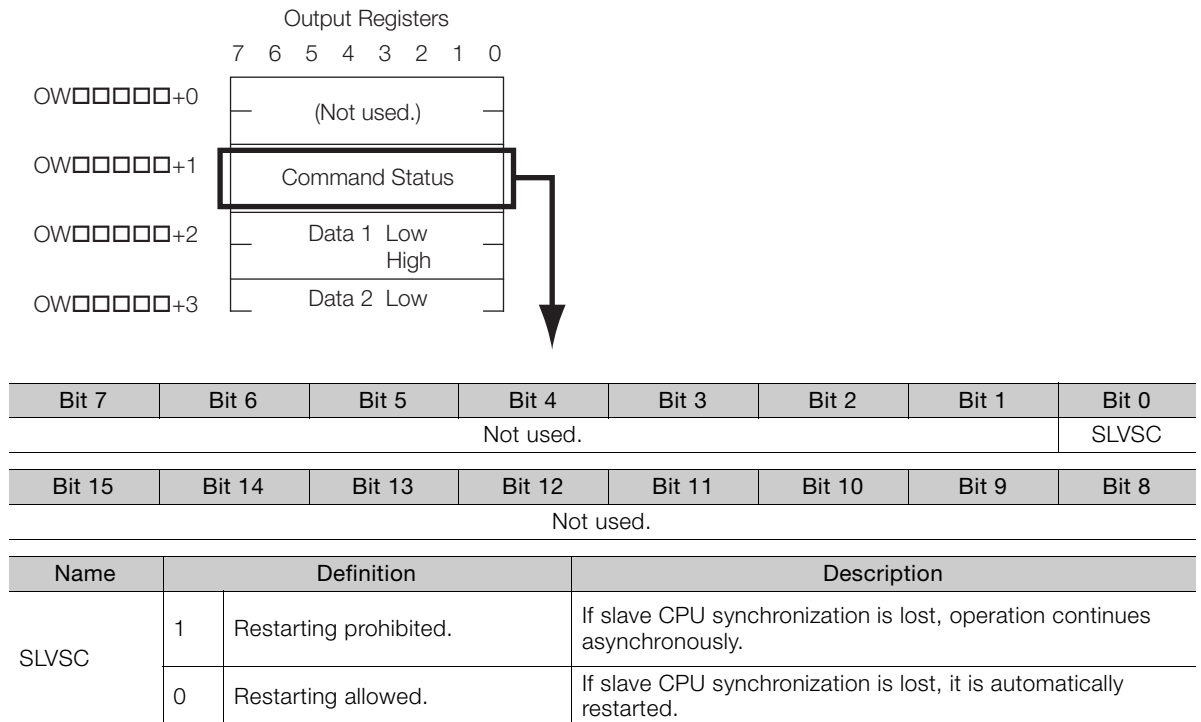 Output Registers
7 6 5 4 3 2 1 0
OW□□□□□+0
(Not used.)
OW□□□□□+1
Command Status
OW□□□□□+2
Data 1 Low
High
OW□□□□□+3
Data 2 Low
Bit 7 Bit 6 Bit 5 Bit 4 Bit 3 Bit 2 Bit 1 Bit 0
Not used. SLVSC
Bit 15 Bit 14 Bit 13 Bit 12 Bit 11 Bit 10 Bit 9 Bit 8
Not used.
Name Definition Description
SLVSC
1 Restarting prohibited. If slave CPU synchronization is lost, operation continues
asynchronously.
0 Restarting allowed. If slave CPU synchronization is lost, it is automatically
restarted.